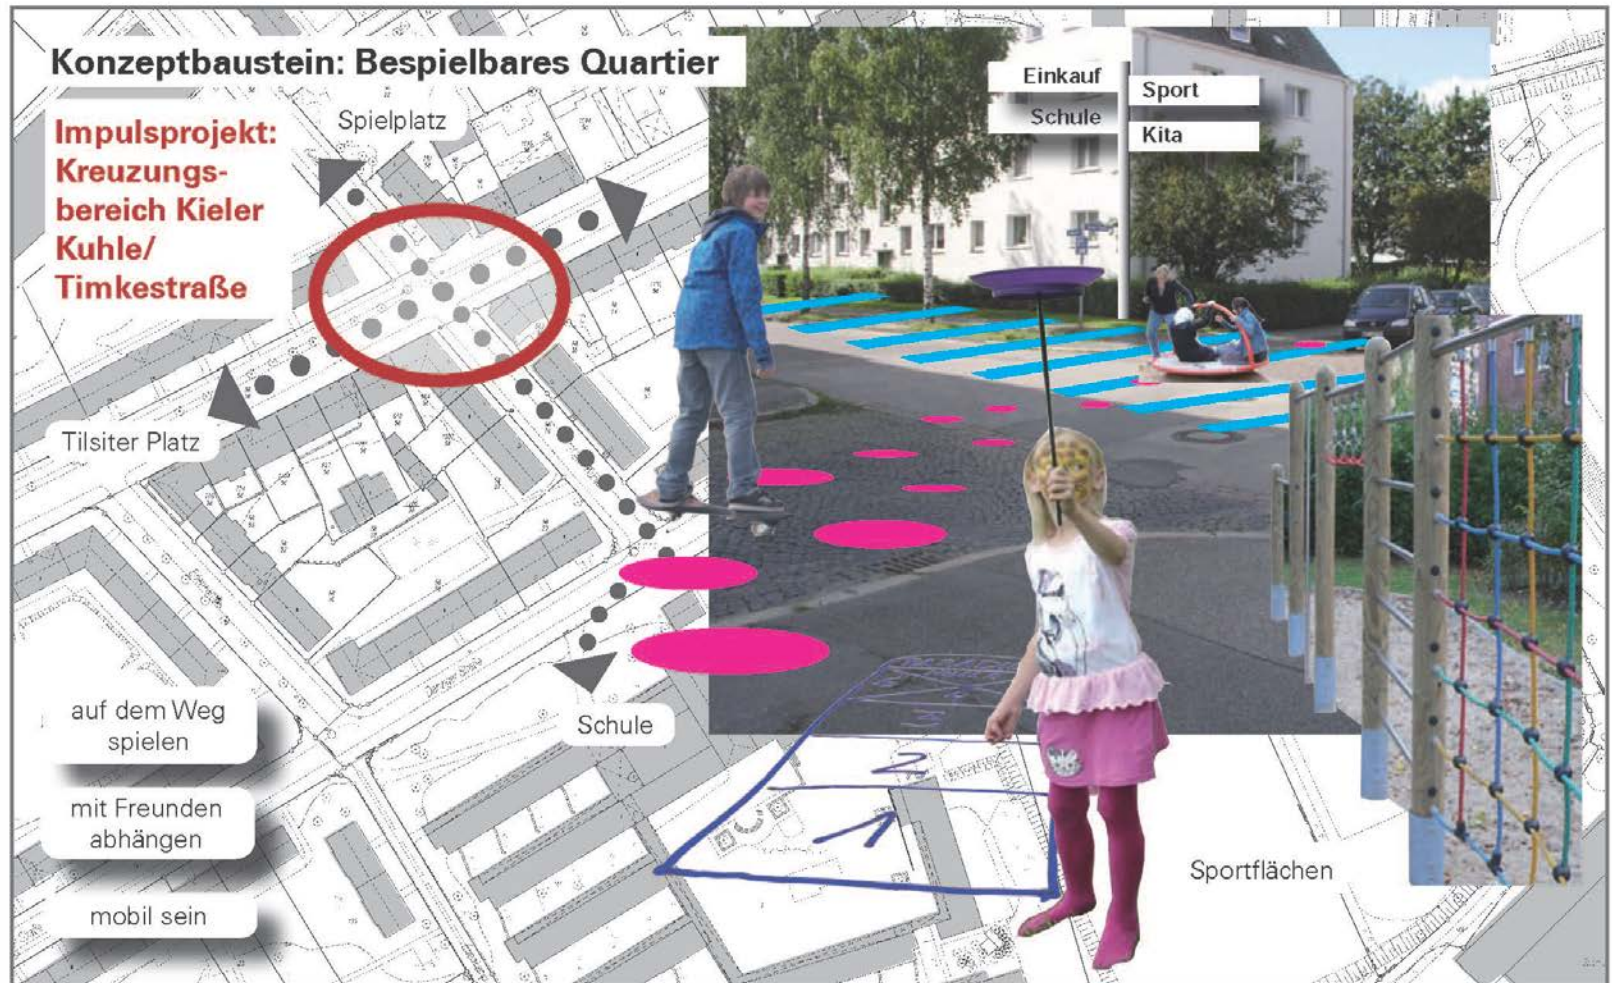 Konzeptbaustein: Bespielbares Quartier
Impulsprojekt:
Kreuzungs-
bereich Kieler
Kuhle/
Timkestraße
Spielplatz
Einkauf
Schule
Sport
Kita
Tilsiter Platz
Schule
auf dem Weg
spielen
mit Freunden
abhängen
mobil sein
2
1
Sportflächen